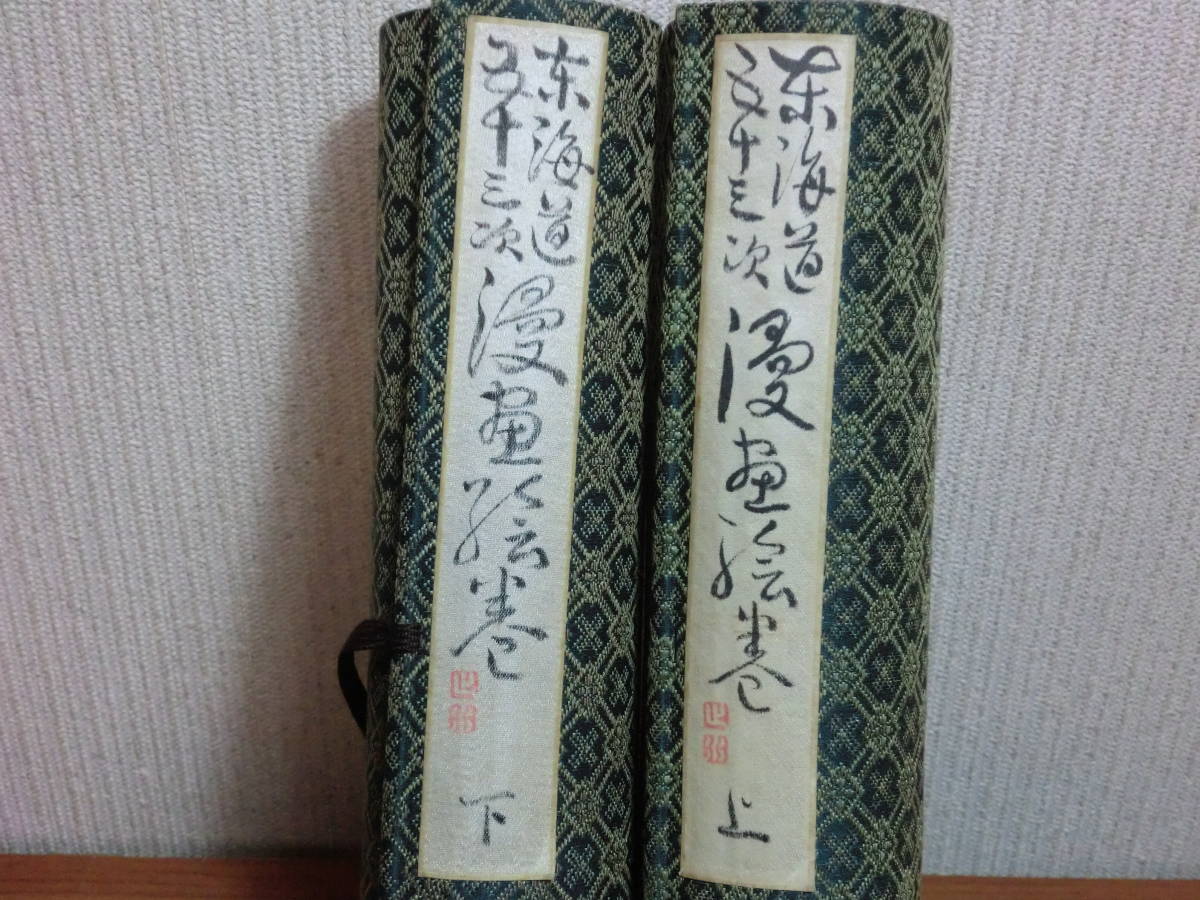 東海道
五十三次
漫画絵巻
上
東海道
五十三次
漫画絵巻
下